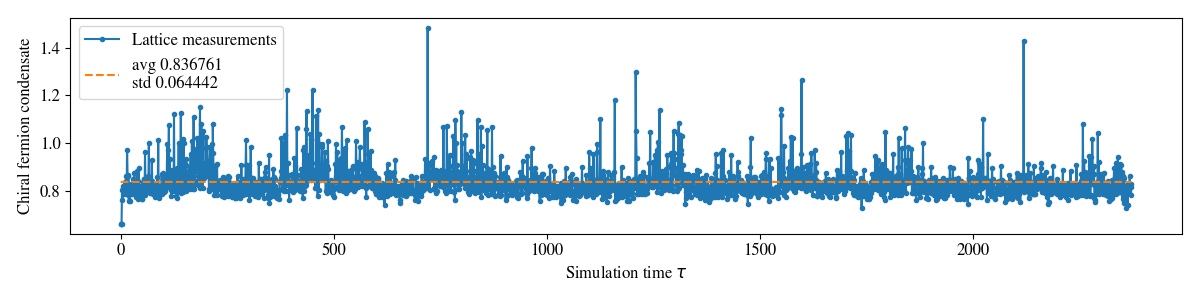 Lattice measurements
avg 0.836761
std 0.064442
Chiral fermion condensate
1.4
1.2
1.0
0.8
0
500
1000
1500
2000
Simulation time τ